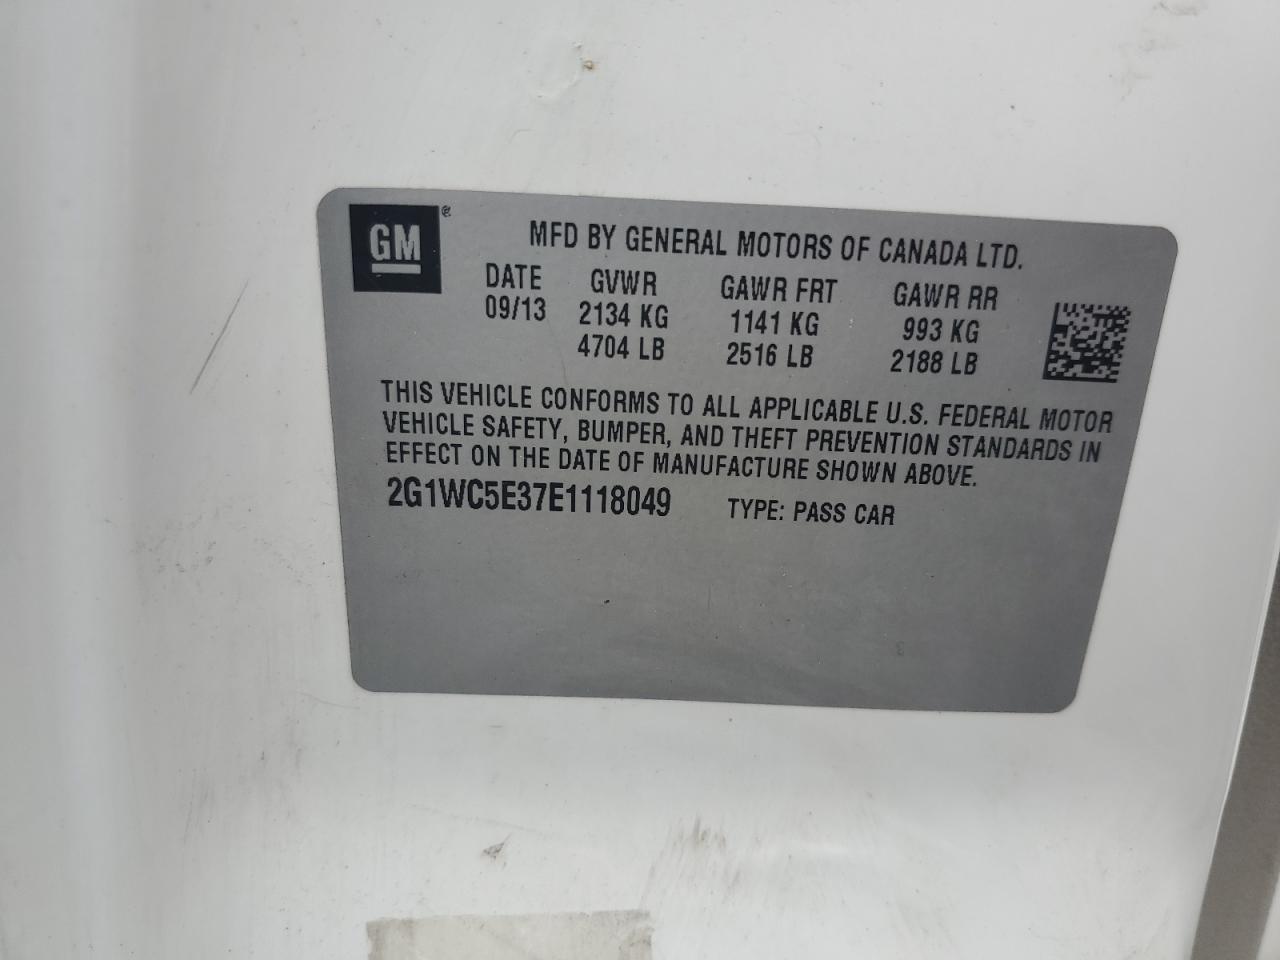 GM®
MFD BY GENERAL MOTORS OF CANADA LTD.
DATE GVWR GAWR FRT GAWR RR
09/13 2134 KG 1141 KG 993 KG
4704 LB 2516 LB 2188 LB
THIS VEHICLE CONFORMS TO ALL APPLICABLE U.S. FEDERAL MOTOR
VEHICLE SAFETY, BUMPER, AND THEFT PREVENTION STANDARDS IN
EFFECT ON THE DATE OF MANUFACTURE SHOWN ABOVE.
2G1WC5E37E1118049 TYPE: PASS CAR